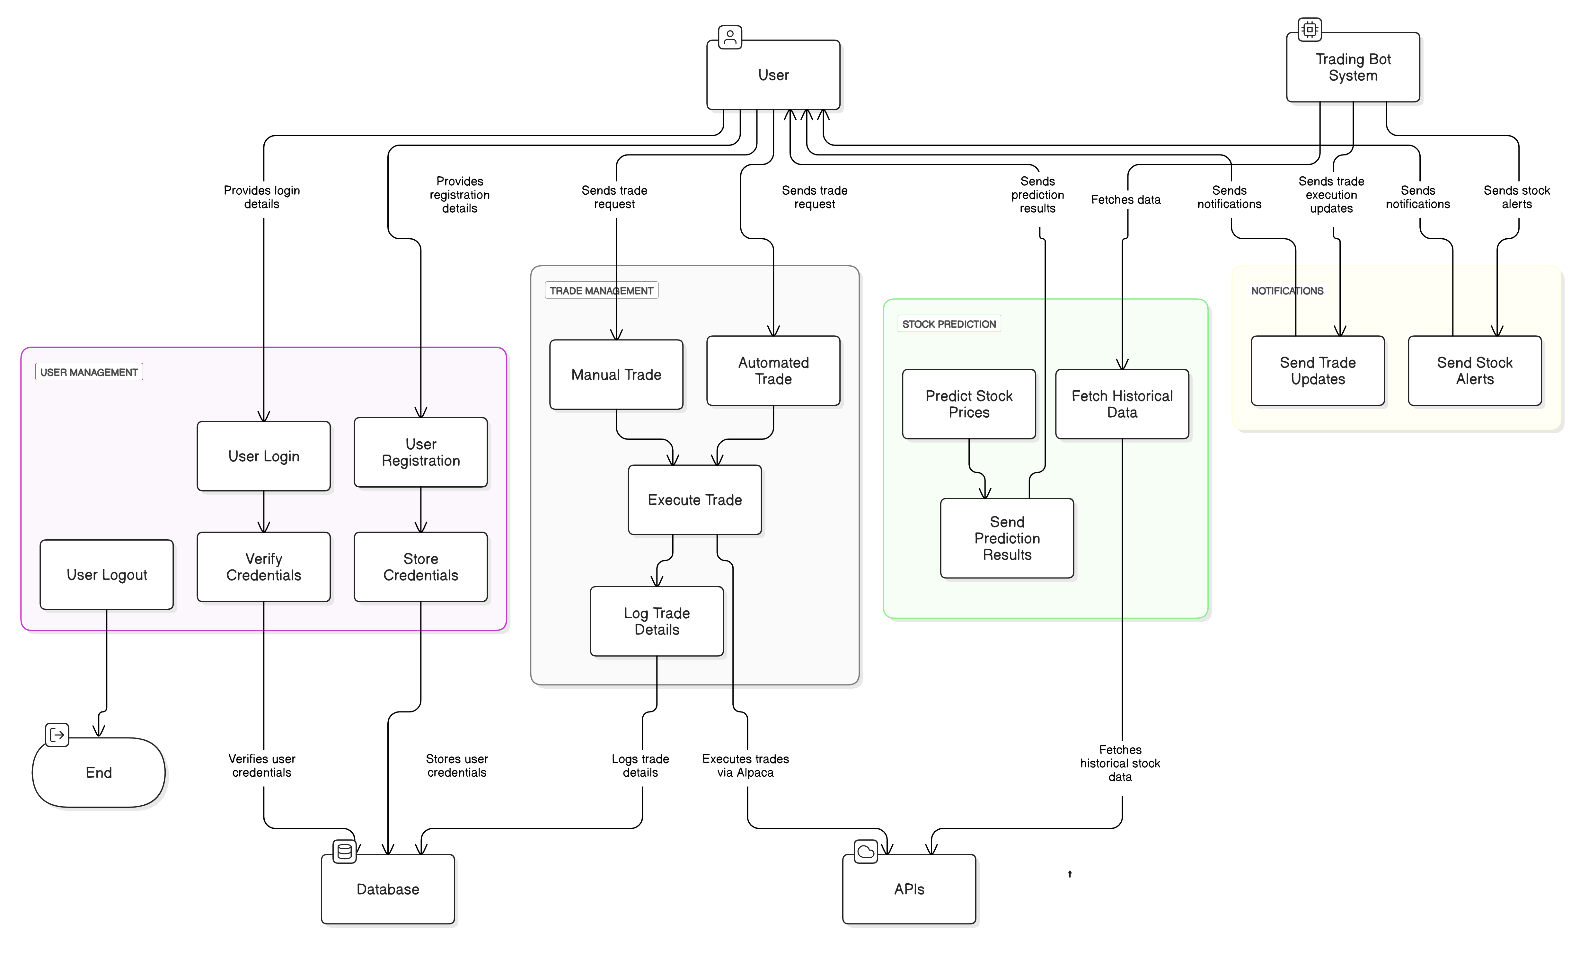 User
Trading Bot
System
Provides login
details
Provides
registration
details
Sends trade
request
Sends trade
request
Sends
prediction
results
Fetches data
Sends
notifications
Sends trade
execution
updates
Sends
notifications
Sends stock
alerts
TRADE MANAGEMENT
NOTIFICATIONS
STOCK PREDICTION
USER MANAGEMENT
Manual Trade
Automated
Trade
Predict Stock
Prices
Fetch Historical
Data
Send Trade
Updates
Send Stock
Alerts
User Login
User
Registration
Execute Trade
Send
Prediction
Results
User Logout
Verify
Credentials
Store
Credentials
Log Trade
Details
End
Verifies user
credentials
Stores user
credentials
Logs trade
details
Executes trades
via Alpaca
Fetches
historical stock
data
Database
APIs